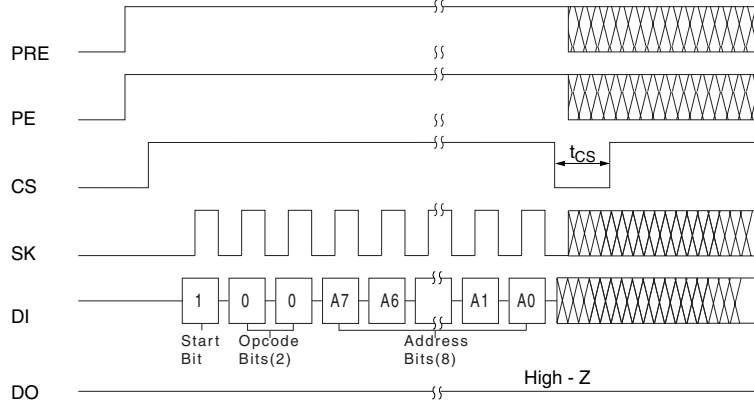 PRE
PE
CS
tCS
SK
DI
1 0 0 A7 A6 A1 A0
Start Bit
Opcode Bits(2)
Address Bits(8)
DO
High - Z